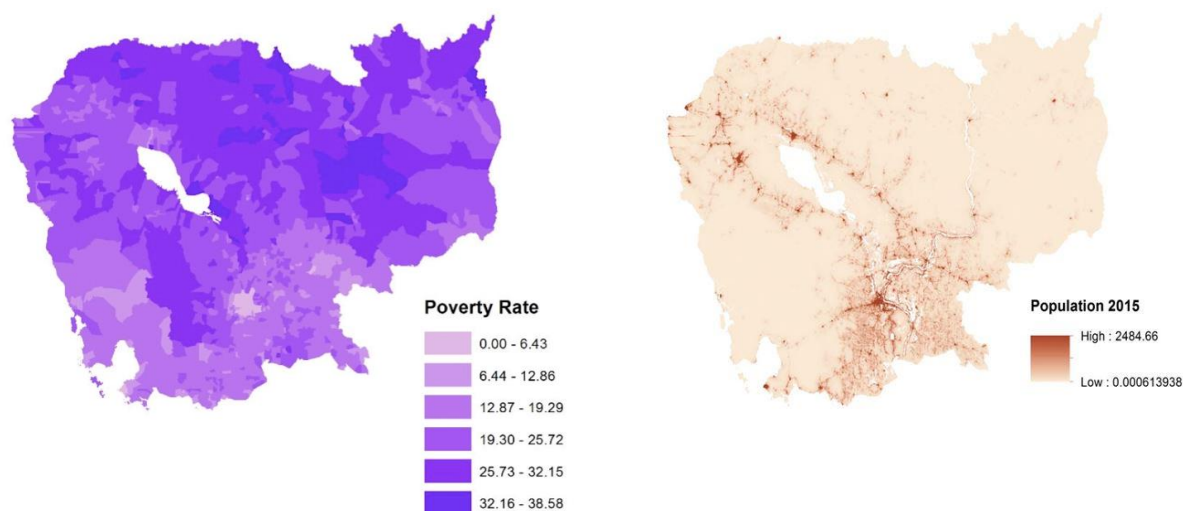 Poverty Rate
0.00 - 6.43
6.44 - 12.86
12.87 - 19.29
19.30 - 25.72
25.73 - 32.15
32.16 - 38.58
Population 2015
High : 2484.66
Low : 0.000613938